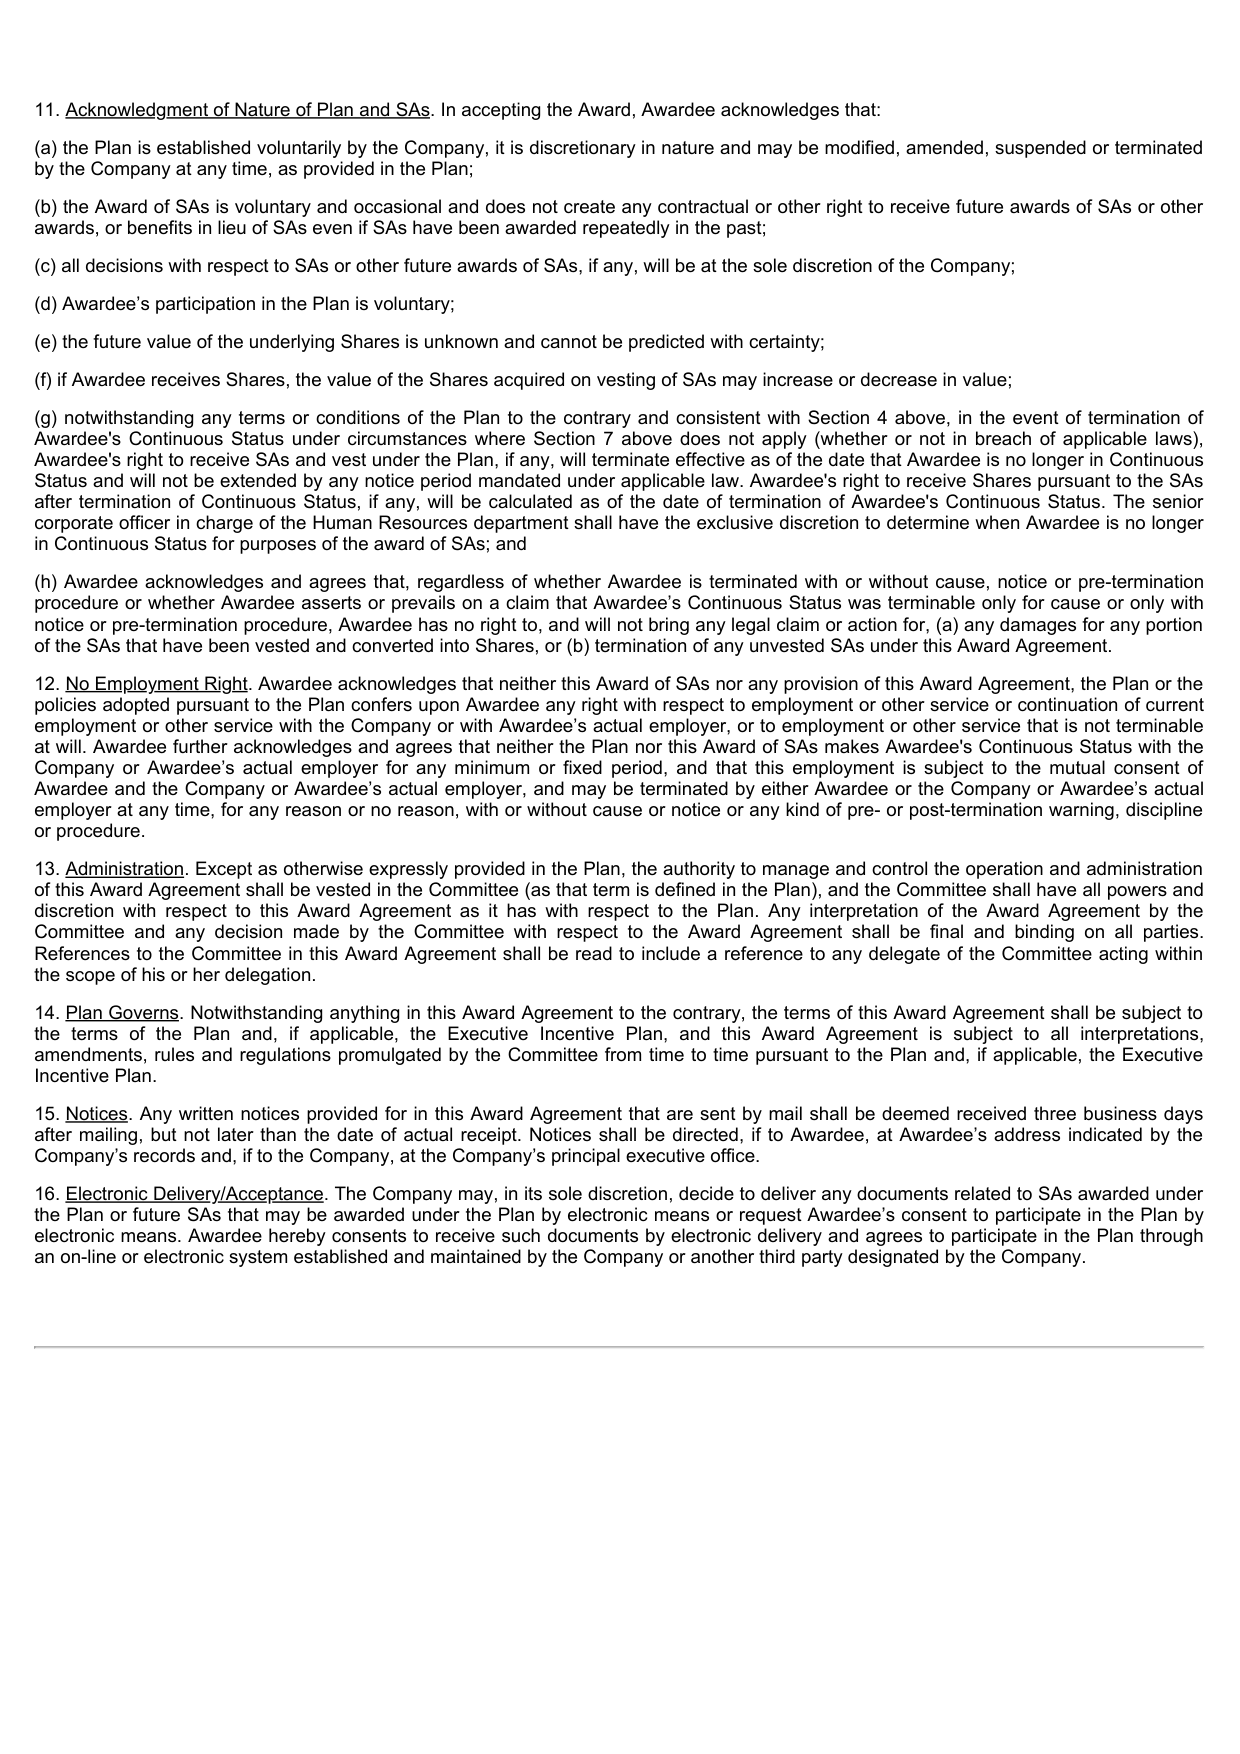 11. Acknowledgment of Nature of Plan and SAs. In accepting the Award, Awardee acknowledges that:
(a) the Plan is established voluntarily by the Company, it is discretionary in nature and may be modified, amended, suspended or terminated
by the Company at any time, as provided in the Plan;
(b) the Award of SAs is voluntary and occasional and does not create any contractual or other right to receive future awards of SAs or other
awards, or benefits in lieu of SAs even if SAs have been awarded repeatedly in the past;
(c) all decisions with respect to SAs or other future awards of SAs, if any, will be at the sole discretion of the Company;
(d) Awardee’s participation in the Plan is voluntary;
(e) the future value of the underlying Shares is unknown and cannot be predicted with certainty;
(f) if Awardee receives Shares, the value of the Shares acquired on vesting of SAs may increase or decrease in value;
(g) notwithstanding any terms or conditions of the Plan to the contrary and consistent with Section 4 above, in the event of termination of
Awardee's Continuous Status under circumstances where Section 7 above does not apply (whether or not in breach of applicable laws),
Awardee's right to receive SAs and vest under the Plan, if any, will terminate effective as of the date that Awardee is no longer in Continuous
Status and will not be extended by any notice period mandated under applicable law. Awardee's right to receive Shares pursuant to the SAs
after termination of Continuous Status, if any, will be calculated as of the date of termination of Awardee's Continuous Status. The senior
corporate officer in charge of the Human Resources department shall have the exclusive discretion to determine when Awardee is no longer
in Continuous Status for purposes of the award of SAs; and
(h) Awardee acknowledges and agrees that, regardless of whether Awardee is terminated with or without cause, notice or pre-termination
procedure or whether Awardee asserts or prevails on a claim that Awardee’s Continuous Status was terminable only for cause or only with
notice or pre-termination procedure, Awardee has no right to, and will not bring any legal claim or action for, (a) any damages for any portion
of the SAs that have been vested and converted into Shares, or (b) termination of any unvested SAs under this Award Agreement.
12. No Employment Right. Awardee acknowledges that neither this Award of SAs nor any provision of this Award Agreement, the Plan or the
policies adopted pursuant to the Plan confers upon Awardee any right with respect to employment or other service or continuation of current
employment or other service with the Company or with Awardee’s actual employer, or to employment or other service that is not terminable
at will. Awardee further acknowledges and agrees that neither the Plan nor this Award of SAs makes Awardee's Continuous Status with the
Company or Awardee’s actual employer for any minimum or fixed period, and that this employment is subject to the mutual consent of
Awardee and the Company or Awardee’s actual employer, and may be terminated by either Awardee or the Company or Awardee’s actual
employer at any time, for any reason or no reason, with or without cause or notice or any kind of pre- or post-termination warning, discipline
or procedure.
13. Administration. Except as otherwise expressly provided in the Plan, the authority to manage and control the operation and administration
of this Award Agreement shall be vested in the Committee (as that term is defined in the Plan), and the Committee shall have all powers and
discretion with respect to this Award Agreement as it has with respect to the Plan. Any interpretation of the Award Agreement by the
Committee and any decision made by the Committee with respect to the Award Agreement shall be final and binding on all parties.
References to the Committee in this Award Agreement shall be read to include a reference to any delegate of the Committee acting within
the scope of his or her delegation.
14. Plan Governs. Notwithstanding anything in this Award Agreement to the contrary, the terms of this Award Agreement shall be subject to
the terms of the Plan and, if applicable, the Executive Incentive Plan, and this Award Agreement is subject to all interpretations,
amendments, rules and regulations promulgated by the Committee from time to time pursuant to the Plan and, if applicable, the Executive
Incentive Plan.
15. Notices. Any written notices provided for in this Award Agreement that are sent by mail shall be deemed received three business days
after mailing, but not later than the date of actual receipt. Notices shall be directed, if to Awardee, at Awardee’s address indicated by the
Company’s records and, if to the Company, at the Company’s principal executive office.
16. Electronic Delivery/Acceptance. The Company may, in its sole discretion, decide to deliver any documents related to SAs awarded under
the Plan or future SAs that may be awarded under the Plan by electronic means or request Awardee’s consent to participate in the Plan by
electronic means. Awardee hereby consents to receive such documents by electronic delivery and agrees to participate in the Plan through
an on-line or electronic system established and maintained by the Company or another third party designated by the Company.